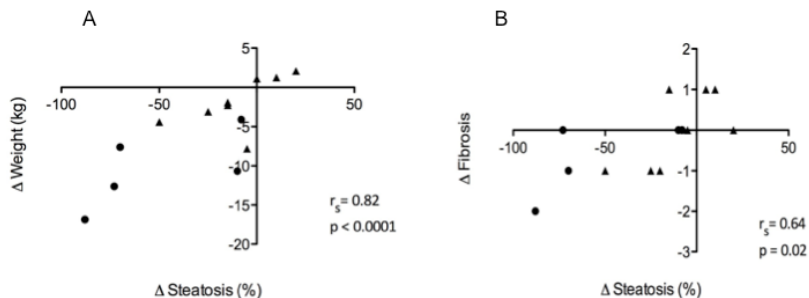 A
B
5
-100
-50
50
-5
-10
-15
-20
Δ Weight (kg)
rs= 0.82
p < 0.0001
Δ Steatosis (%)
2
1
-100
-50
50
-1
-2
-3
Δ Fibrosis
rs= 0.64
p = 0.02
Δ Steatosis (%)